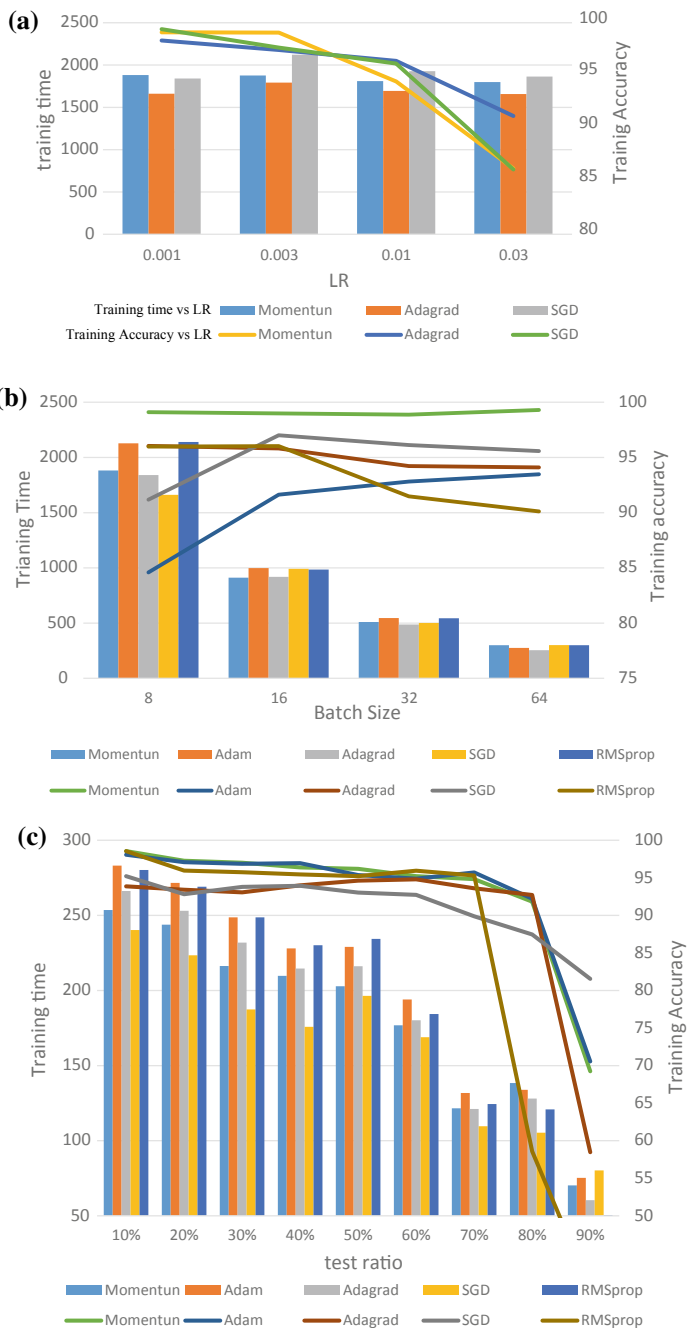 (a)
2500
2000
1500
1000
500
0
trainig time
100
95
90
85
80
Trainig Accuracy
0.001 0.003 0.01 0.03
LR
Training time vs LR Momentun Adagrad SGD
Training Accuracy vs LR Momentun Adagrad SGD
(b)
2500
2000
1500
1000
500
0
Trianing Time
100
95
90
85
80
75
Training accuracy
8 16 32 64
Batch Size
Momentun Adam Adagrad SGD RMSprop
Momentun Adam Adagrad SGD RMSprop
(c)
300
250
200
150
100
50
Training time
100
95
90
85
80
75
70
65
60
55
50
Training Accuracy
10% 20% 30% 40% 50% 60% 70% 80% 90%
test ratio
Momentun Adam Adagrad SGD RMSprop
Momentun Adam Adagrad SGD RMSprop